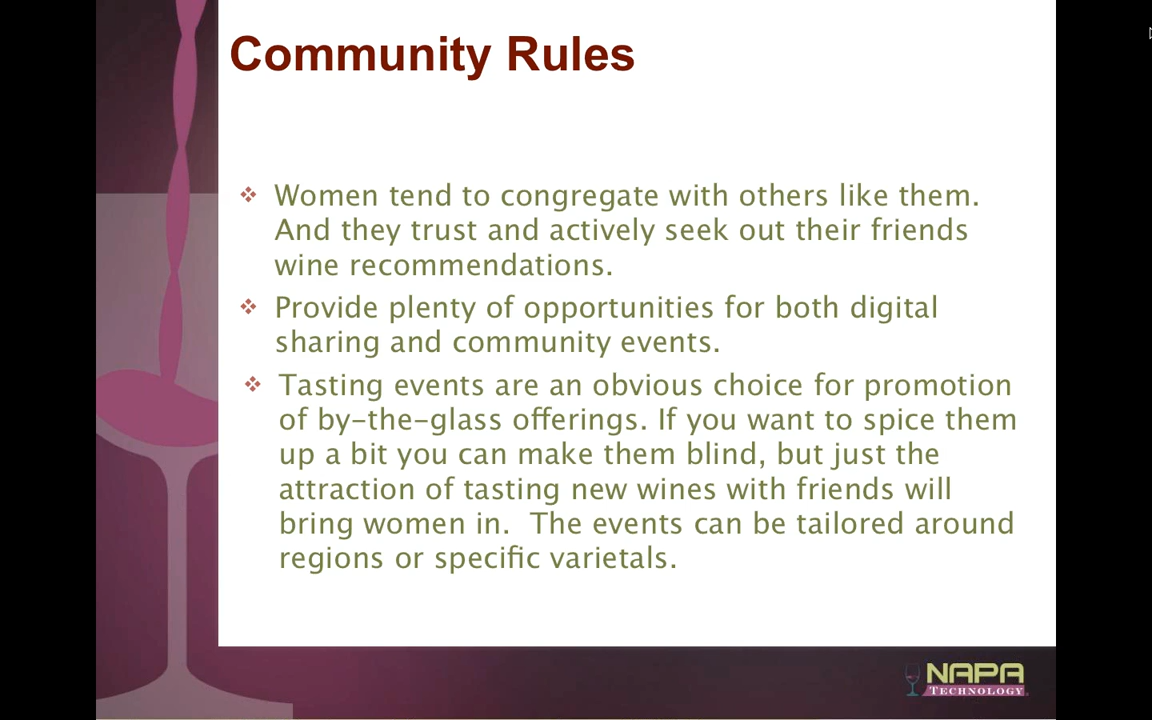 Community Rules
❖ Women tend to congregate with others like them.
And they trust and actively seek out their friends
wine recommendations.
❖ Provide plenty of opportunities for both digital
sharing and community events.
❖ Tasting events are an obvious choice for promotion
of by-the-glass offerings. If you want to spice them
up a bit you can make them blind, but just the
attraction of tasting new wines with friends will
bring women in.  The events can be tailored around
regions or specific varietals.
NAPA
TECHNOLOGY